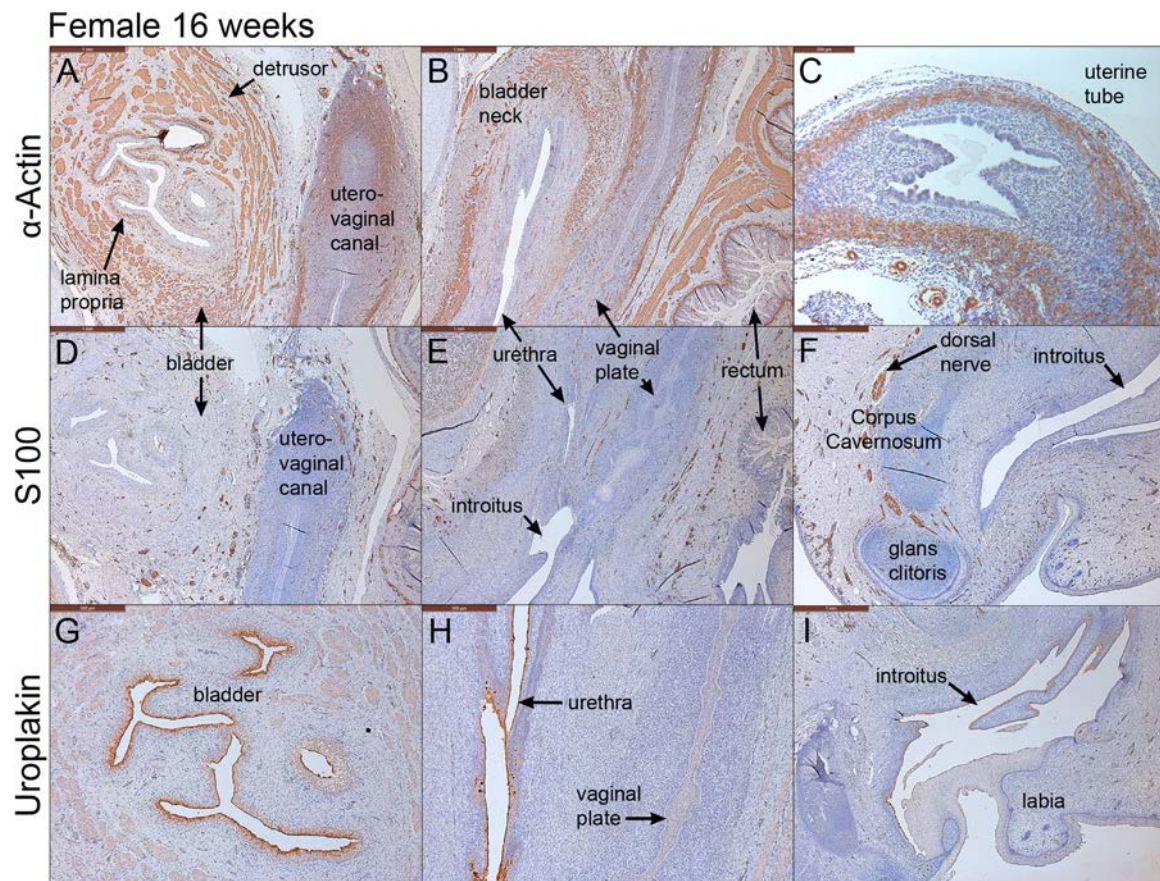 Female 16 weeks
α-Actin
S100
Uroplakin
A
detrusor
utero-
vaginal
canal
lamina
propria
B
bladder
neck
C
uterine
tube
D
bladder
utero-
vaginal
canal
E
urethra
vaginal
plate
rectum
introitus
F
dorsal
nerve
introitus
Corpus
Cavernosum
glans
clitoris
G
bladder
H
urethra
vaginal
plate
I
introitus
labia